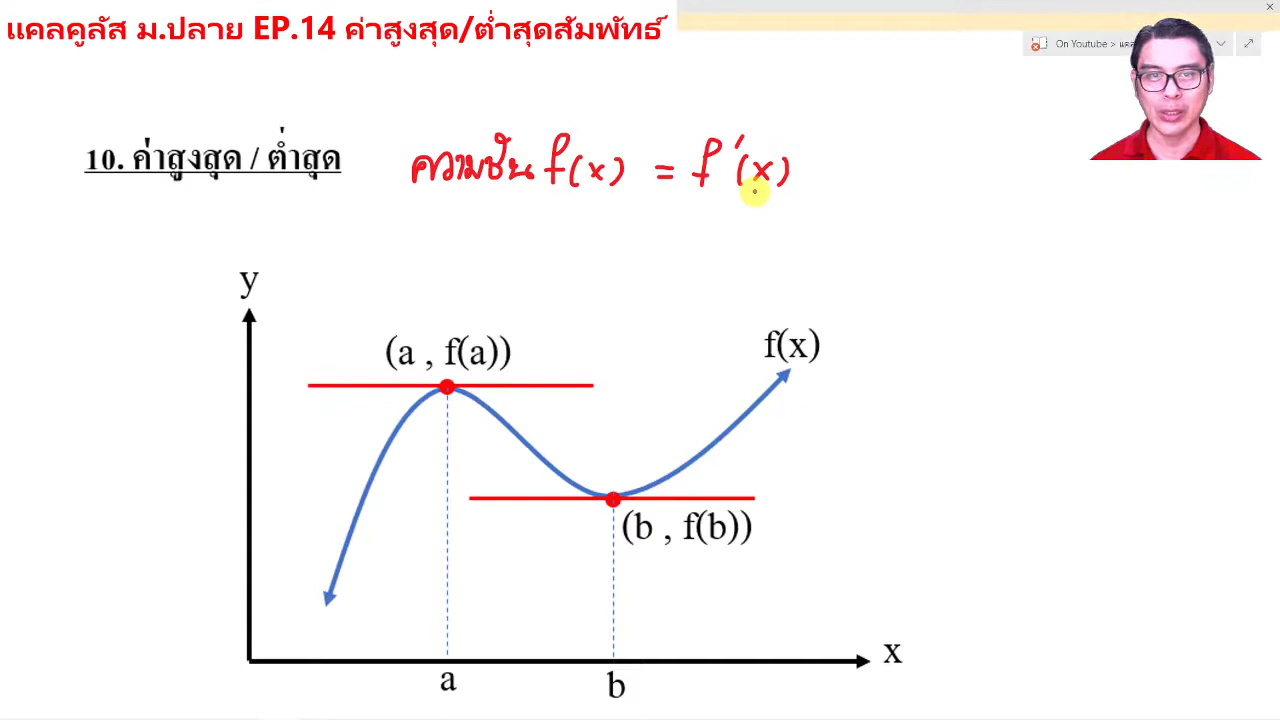 แคลคูลัส ม.ปลาย EP.14 ค่าสูงสุด/ต่ำสุดสัมพัทธ์
On Youtube > แคล
10. ค่าสูงสุด / ต่ำสุด
ความชัน f(x) = f'(x)
y
(a , f(a))
f(x)
(b , f(b))
x
a
b